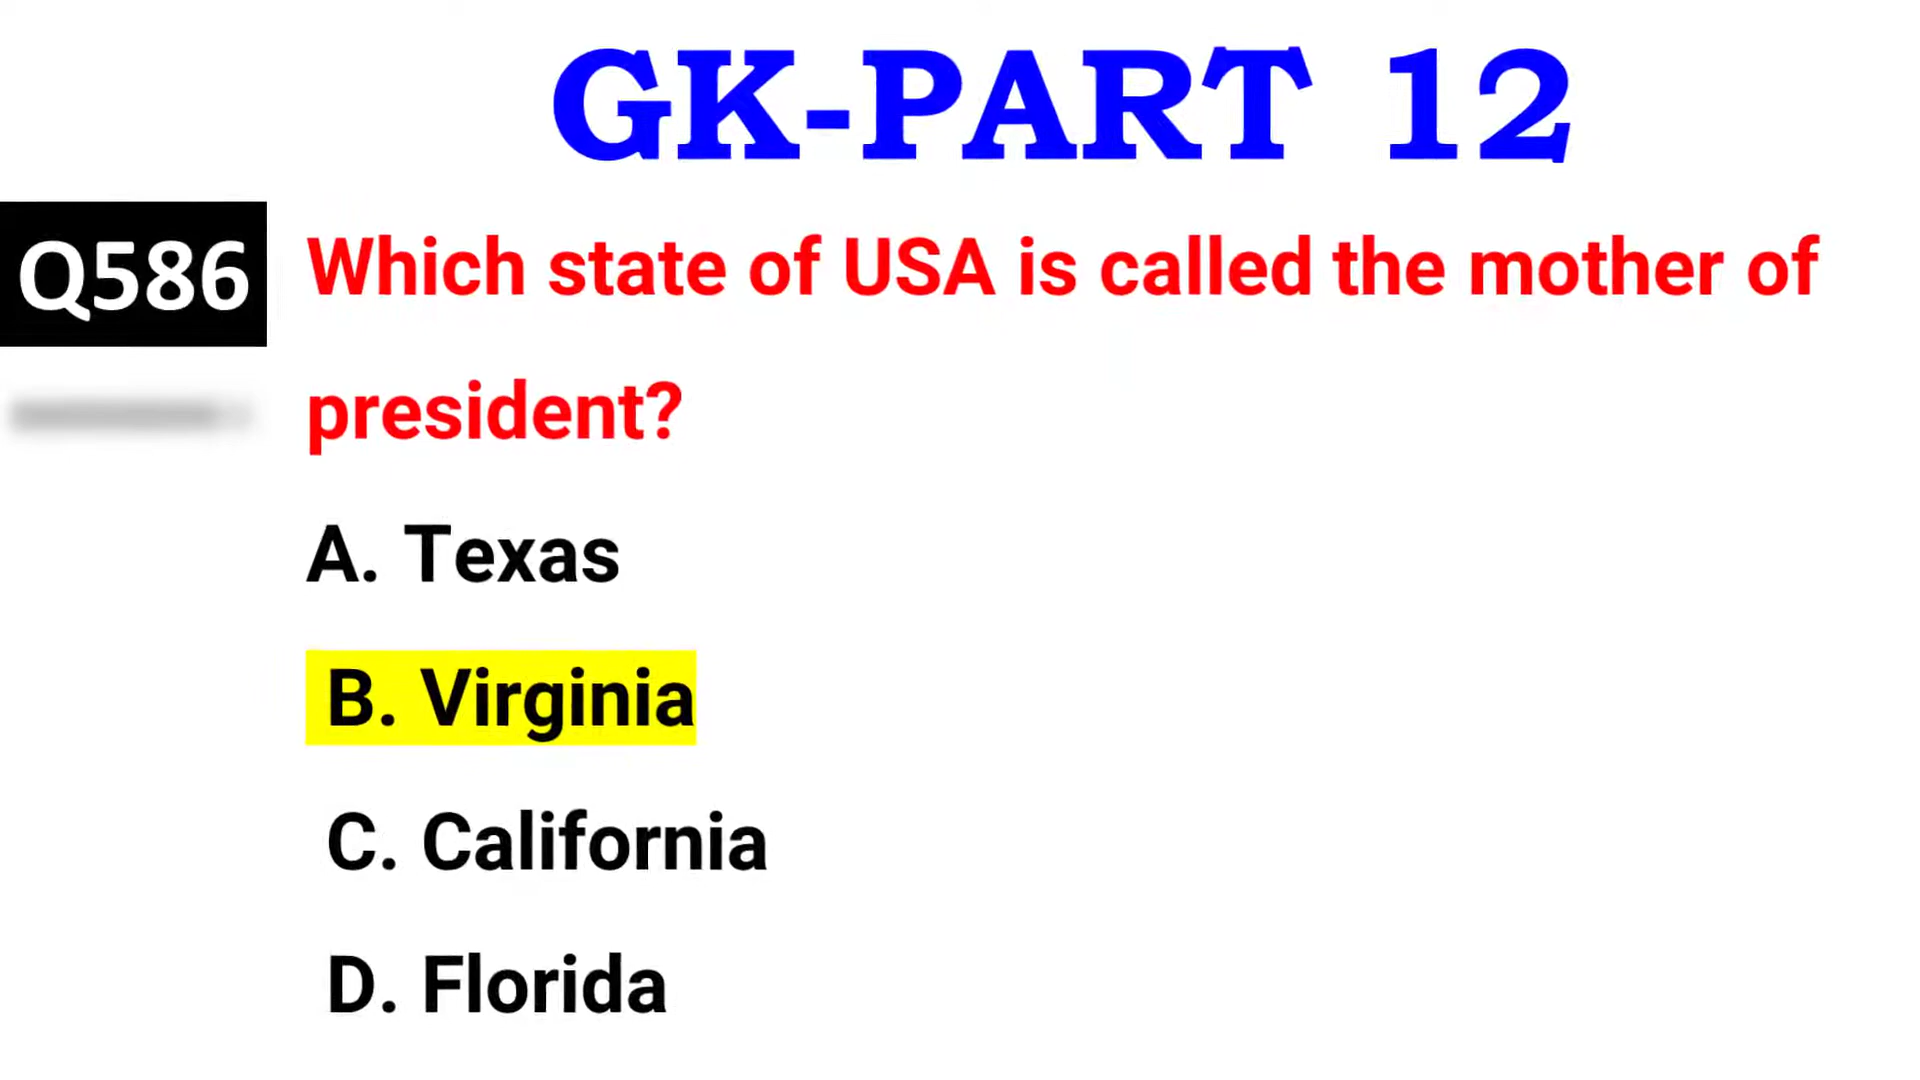 GK-PART 12
Q586
Which state of USA is called the mother of
president?
A. Texas
B. Virginia
C. California
D. Florida